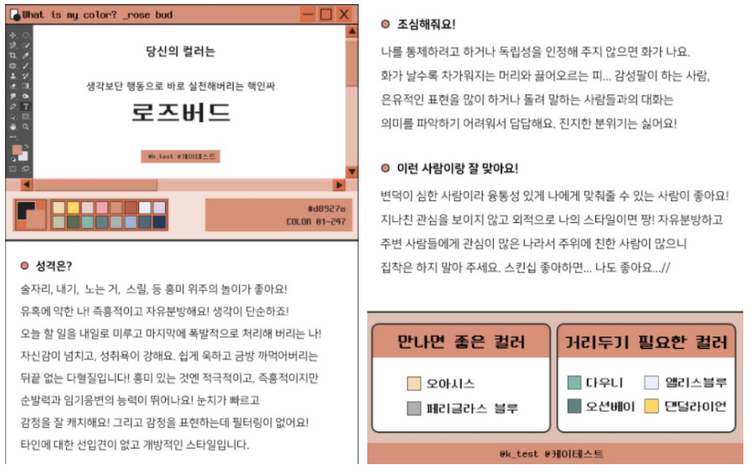 What is my color? _rose bud
당신의 컬러는
생각보단 행동으로 바로 실천해버리는 핵인싸
로즈버드
@k_test @케이테스트
#d8927a
COLOR 01-247
성격은?
술자리, 내기, 노는 거, 스릴, 등 흥미 위주의 놀이가 좋아요!
유혹에 약한 나! 즉흥적이고 자유분방해요! 생각이 단순하죠!
오늘 할 일을 내일로 미루고 마지막에 폭발적으로 처리해 버리는 나!
자신감이 넘치고, 성취욕이 강해요. 쉽게 욱하고 금방 까먹어버리는
뒤끝 없는 다혈질입니다! 흥미 있는 것엔 적극적이고, 즉흥적이지만
순발력과 임기응변의 능력이 뛰어나요! 눈치가 빠르고
감정을 잘 캐치해요! 그리고 감정을 표현하는데 필터링이 없어요!
타인에 대한 선입견이 없고 개방적인 스타일입니다.
조심해줘요!
나를 통제하려고 하거나 독립성을 인정해 주지 않으면 화가 나요.
화가 날수록 차가워지는 머리와 끓어오르는 피... 감성팔이 하는 사람,
은유적인 표현을 많이 하거나 돌려 말하는 사람들과의 대화는
의미를 파악하기 어려워서 답답해요. 진지한 분위기는 싫어요!
이런 사람이랑 잘 맞아요!
변덕이 심한 사람이라 융통성 있게 나에게 맞춰줄 수 있는 사람이 좋아요!
지나친 관심을 보이지 않고 외적으로 나의 스타일이면 짱! 자유분방하고
주변 사람들에게 관심이 많은 나라서 주위에 친한 사람이 많으니
집착은 하지 말아 주세요. 스킨십 좋아하면... 나도 좋아요...//
만나면 좋은 컬러
오아시스
페리글라스 블루
거리두기 필요한 컬러
다우니
앨리스블루
오션베이
댄덜라이언
@k_test @케이테스트